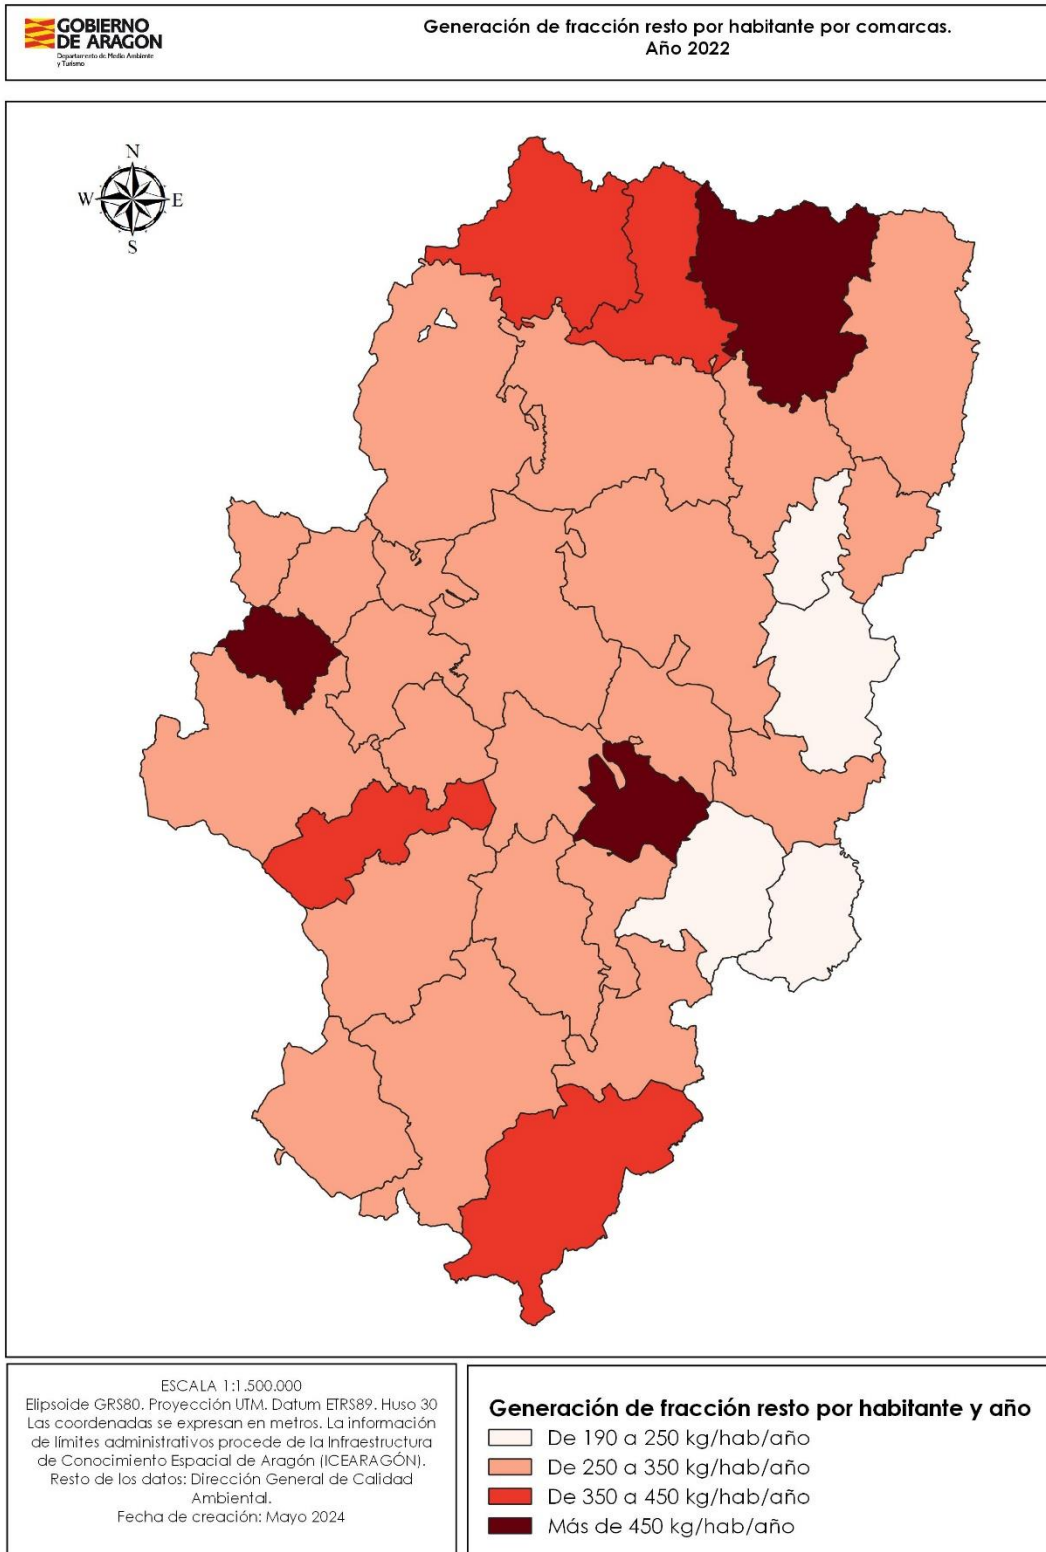 GOBIERNO
DE ARAGON
Departamento de Medio Ambiente
y Turismo
Generación de fracción resto por habitante por comarcas.
Año 2022
N
W
E
S
ESCALA 1:1.500.000
Elipsoide GRS80. Proyección UTM. Datum ETRS89. Huso 30
Las coordenadas se expresan en metros. La información
de límites administrativos procede de la Infraestructura
de Conocimiento Espacial de Aragón (ICEARAGÓN).
Resto de los datos: Dirección General de Calidad
Ambiental.
Fecha de creación: Mayo 2024
Generación de fracción resto por habitante y año
De 190 a 250 kg/hab/año
De 250 a 350 kg/hab/año
De 350 a 450 kg/hab/año
Más de 450 kg/hab/año